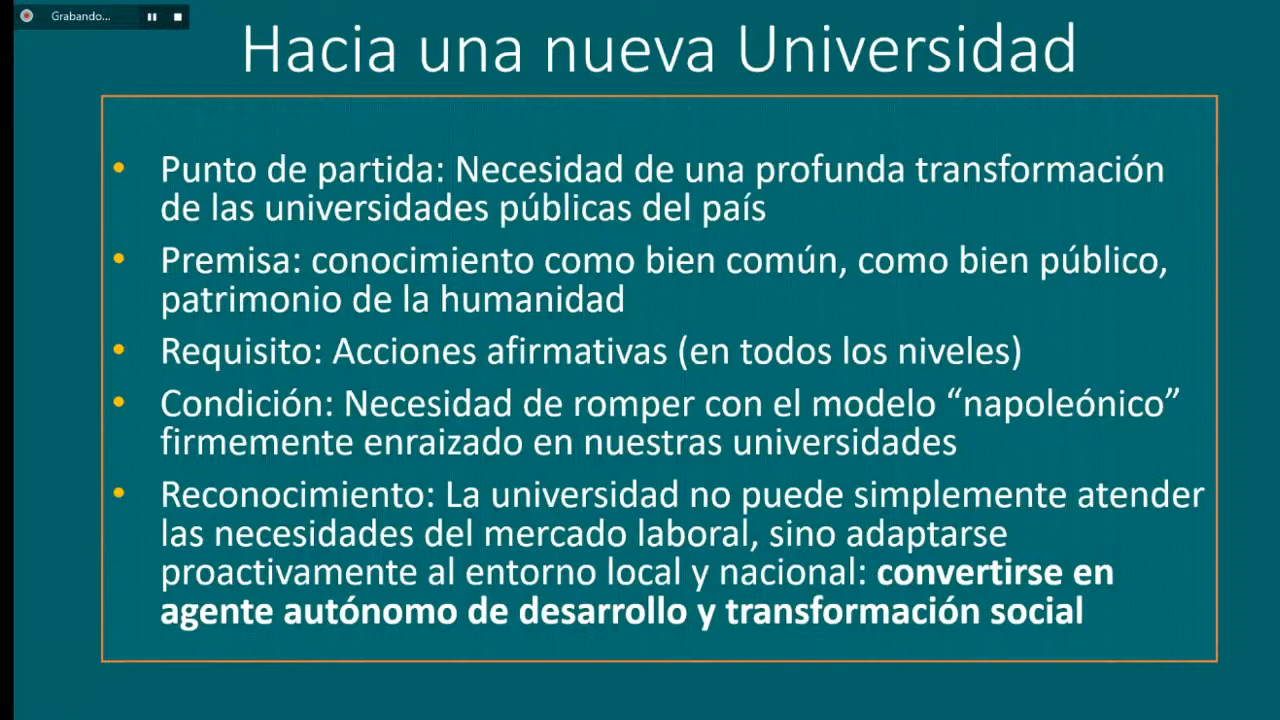 Grabando...
Hacia una nueva Universidad
• Punto de partida: Necesidad de una profunda transformación
de las universidades públicas del país
• Premisa: conocimiento como bien común, como bien público,
patrimonio de la humanidad
• Requisito: Acciones afirmativas (en todos los niveles)
• Condición: Necesidad de romper con el modelo “napoleónico”
firmemente enraizado en nuestras universidades
• Reconocimiento: La universidad no puede simplemente atender
las necesidades del mercado laboral, sino adaptarse
proactivamente al entorno local y nacional: convertirse en
agente autónomo de desarrollo y transformación social